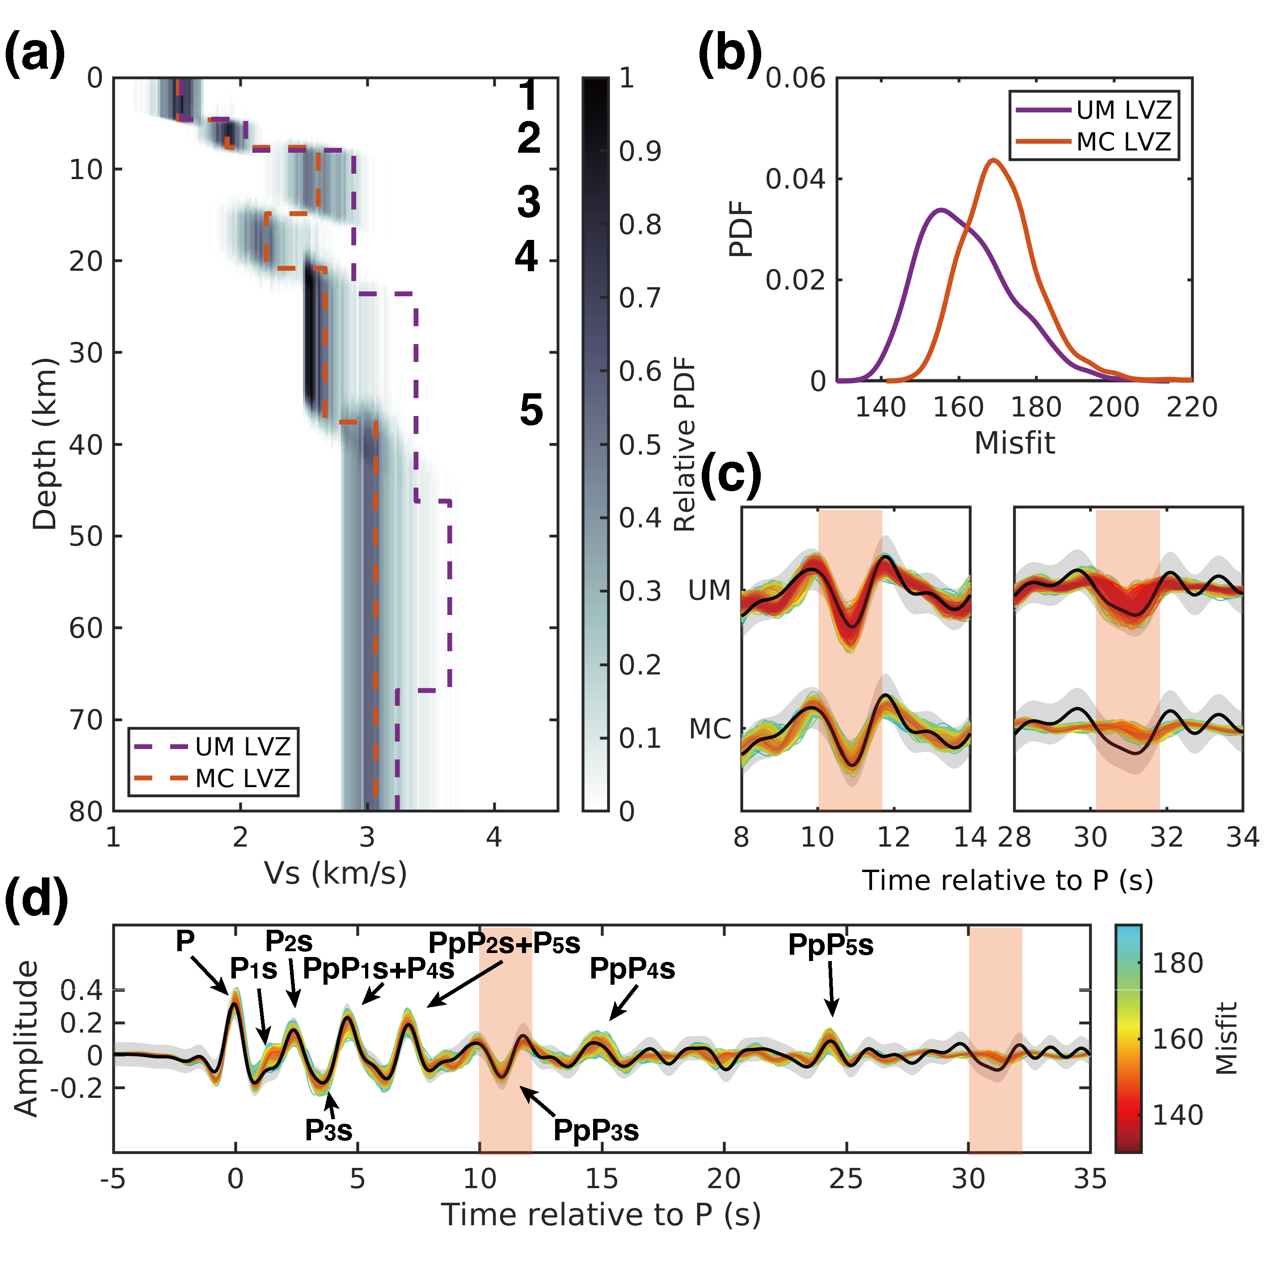 (a)
0
10
20
30
40
50
60
70
80
Depth (km)
1
2
3
4
5
UM LVZ
MC LVZ
1 2 3 4
Vs (km/s)
1
0.9
0.8
0.7
0.6
0.5
0.4
0.3
0.2
0.1
0
Relative PDF
(b)
0.06
0.04
0.02
0
PDF
UM LVZ
MC LVZ
140 160 180 200 220
Misfit
(c)
UM
MC
8 10 12 14 28 30 32 34
Time relative to P (s)
(d)
P P2s PpP2s+P5s PpP5s
P1s PpP1s+P4s PpP4s
P3s PpP3s
0.4
0.2
0
-0.2
Amplitude
-5 0 5 10 15 20 25 30 35
Time relative to P (s)
180
160
140
Misfit